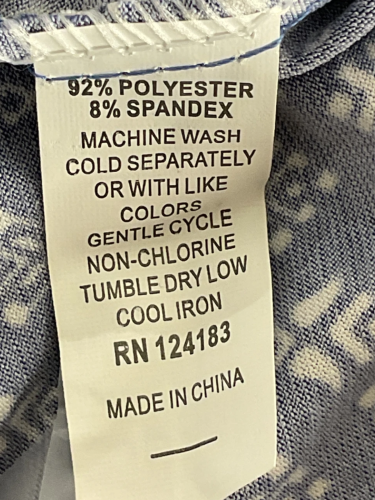 92% POLYESTER
8% SPANDEX
MACHINE WASH
COLD SEPARATELY
OR WITH LIKE
COLORS
GENTLE CYCLE
NON-CHLORINE
TUMBLE DRY LOW
COOL IRON
RN 124183
MADE IN CHINA